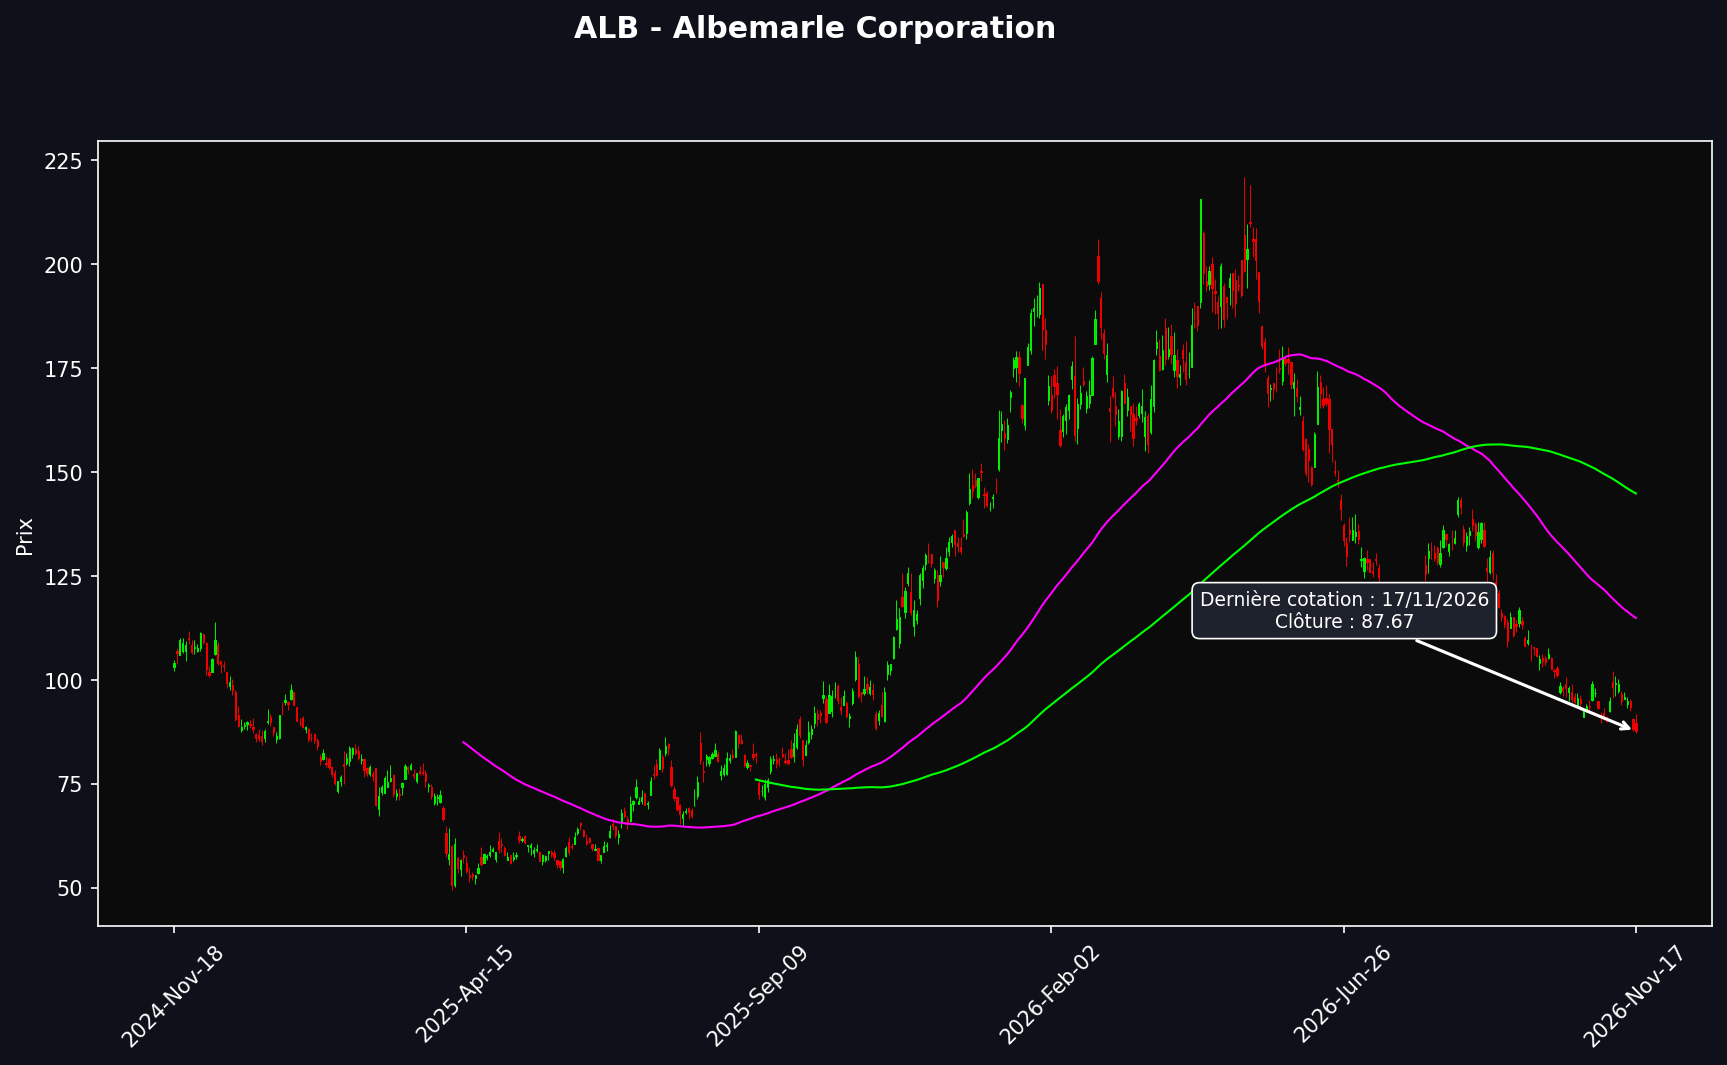 ALB - Albemarle Corporation
Prix
225
200
175
150
125
100
75
50
Dernière cotation : 17/11/2026
Clôture : 87.67
2024-Nov-18
2025-Apr-15
2025-Sep-09
2026-Feb-02
2026-Jun-26
2026-Nov-17